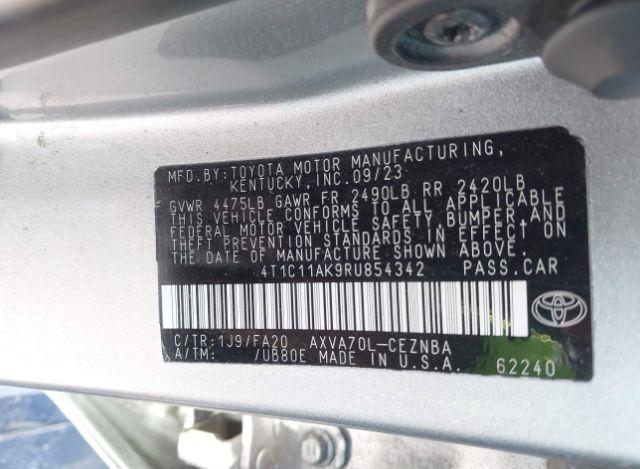 MFD.BY:TOYOTA MOTOR MANUFACTURING,
KENTUCKY,INC.09/23
GVWR 4475LB GAWR FR 2490LB RR 2420LB
THIS VEHICLE CONFORMS TO ALL APPLICABLE
FEDERAL MOTOR VEHICLE SAFETY, BUMPER AND
THEFT PREVENTION STANDARDS IN EFFECT ON
THE DATE OF MANUFACTURE SHOWN ABOVE.
4T1C11AK9RU854342 PASS.CAR
C/TR:1J9/FA20 AXVA70L-CEZNBA
A/TM: /UB80E MADE IN U.S.A. 62240